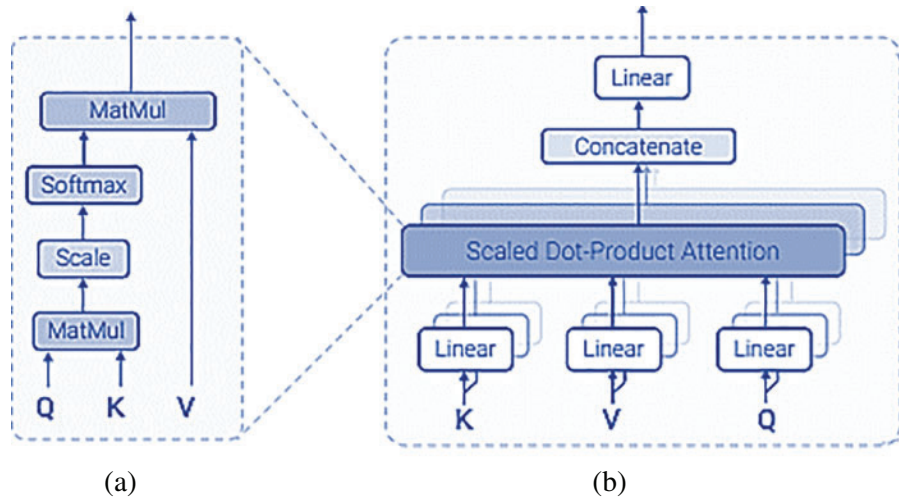 MatMul
Softmax
Scale
MatMul
Q K V
(a)
Linear
Concatenate
Scaled Dot-Product Attention
Linear Linear Linear
K V Q
(b)